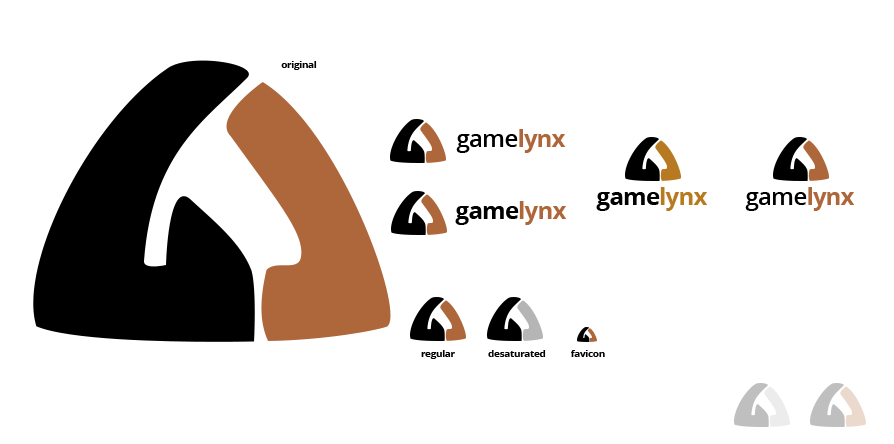 original
gamelynx
gamelynx
gamelynx
gamelynx
regular
desaturated
favicon